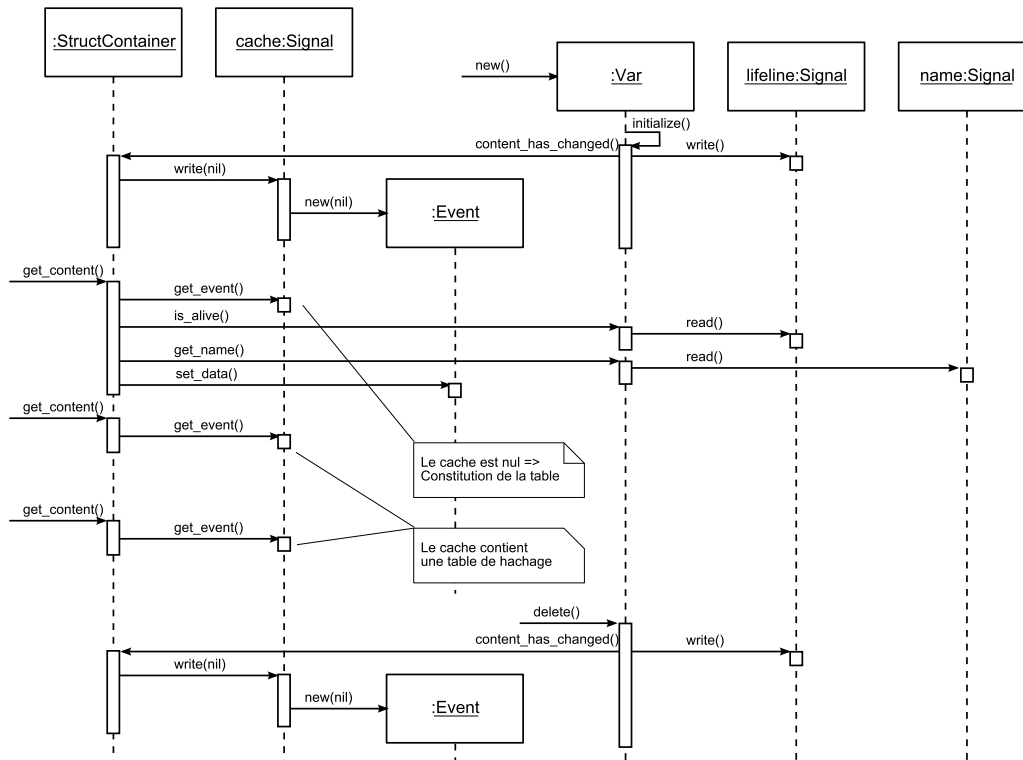 :StructContainer
cache:Signal
new()
:Var
lifeline:Signal
name:Signal
initialize()
content_has_changed()
write()
write(nil)
new(nil)
:Event
get_content()
get_event()
is_alive()
read()
get_name()
read()
set_data()
get_content()
get_event()
Le cache est nul =>
Constitution de la table
get_content()
get_event()
Le cache contient
une table de hachage
delete()
content_has_changed()
write()
write(nil)
new(nil)
:Event